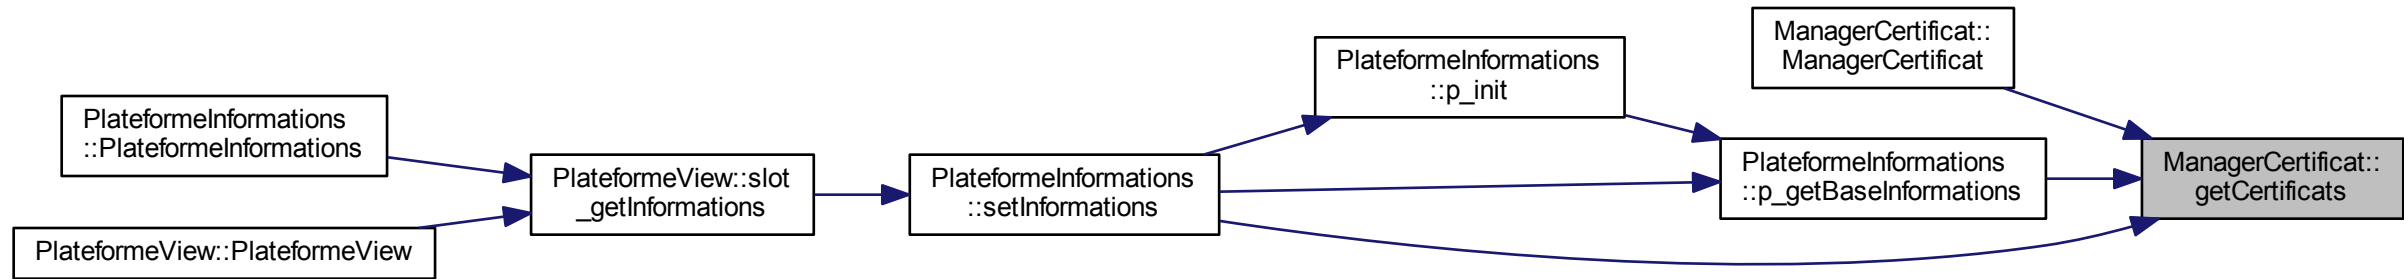 PlateformeInformations
::PlateformeInformations
PlateformeView::PlateformeView
PlateformeView::slot
_getInformations
PlateformeInformations
::setInformations
PlateformeInformations
::p_init
ManagerCertificat::
ManagerCertificat
PlateformeInformations
::p_getBaseInformations
ManagerCertificat::
getCertificats